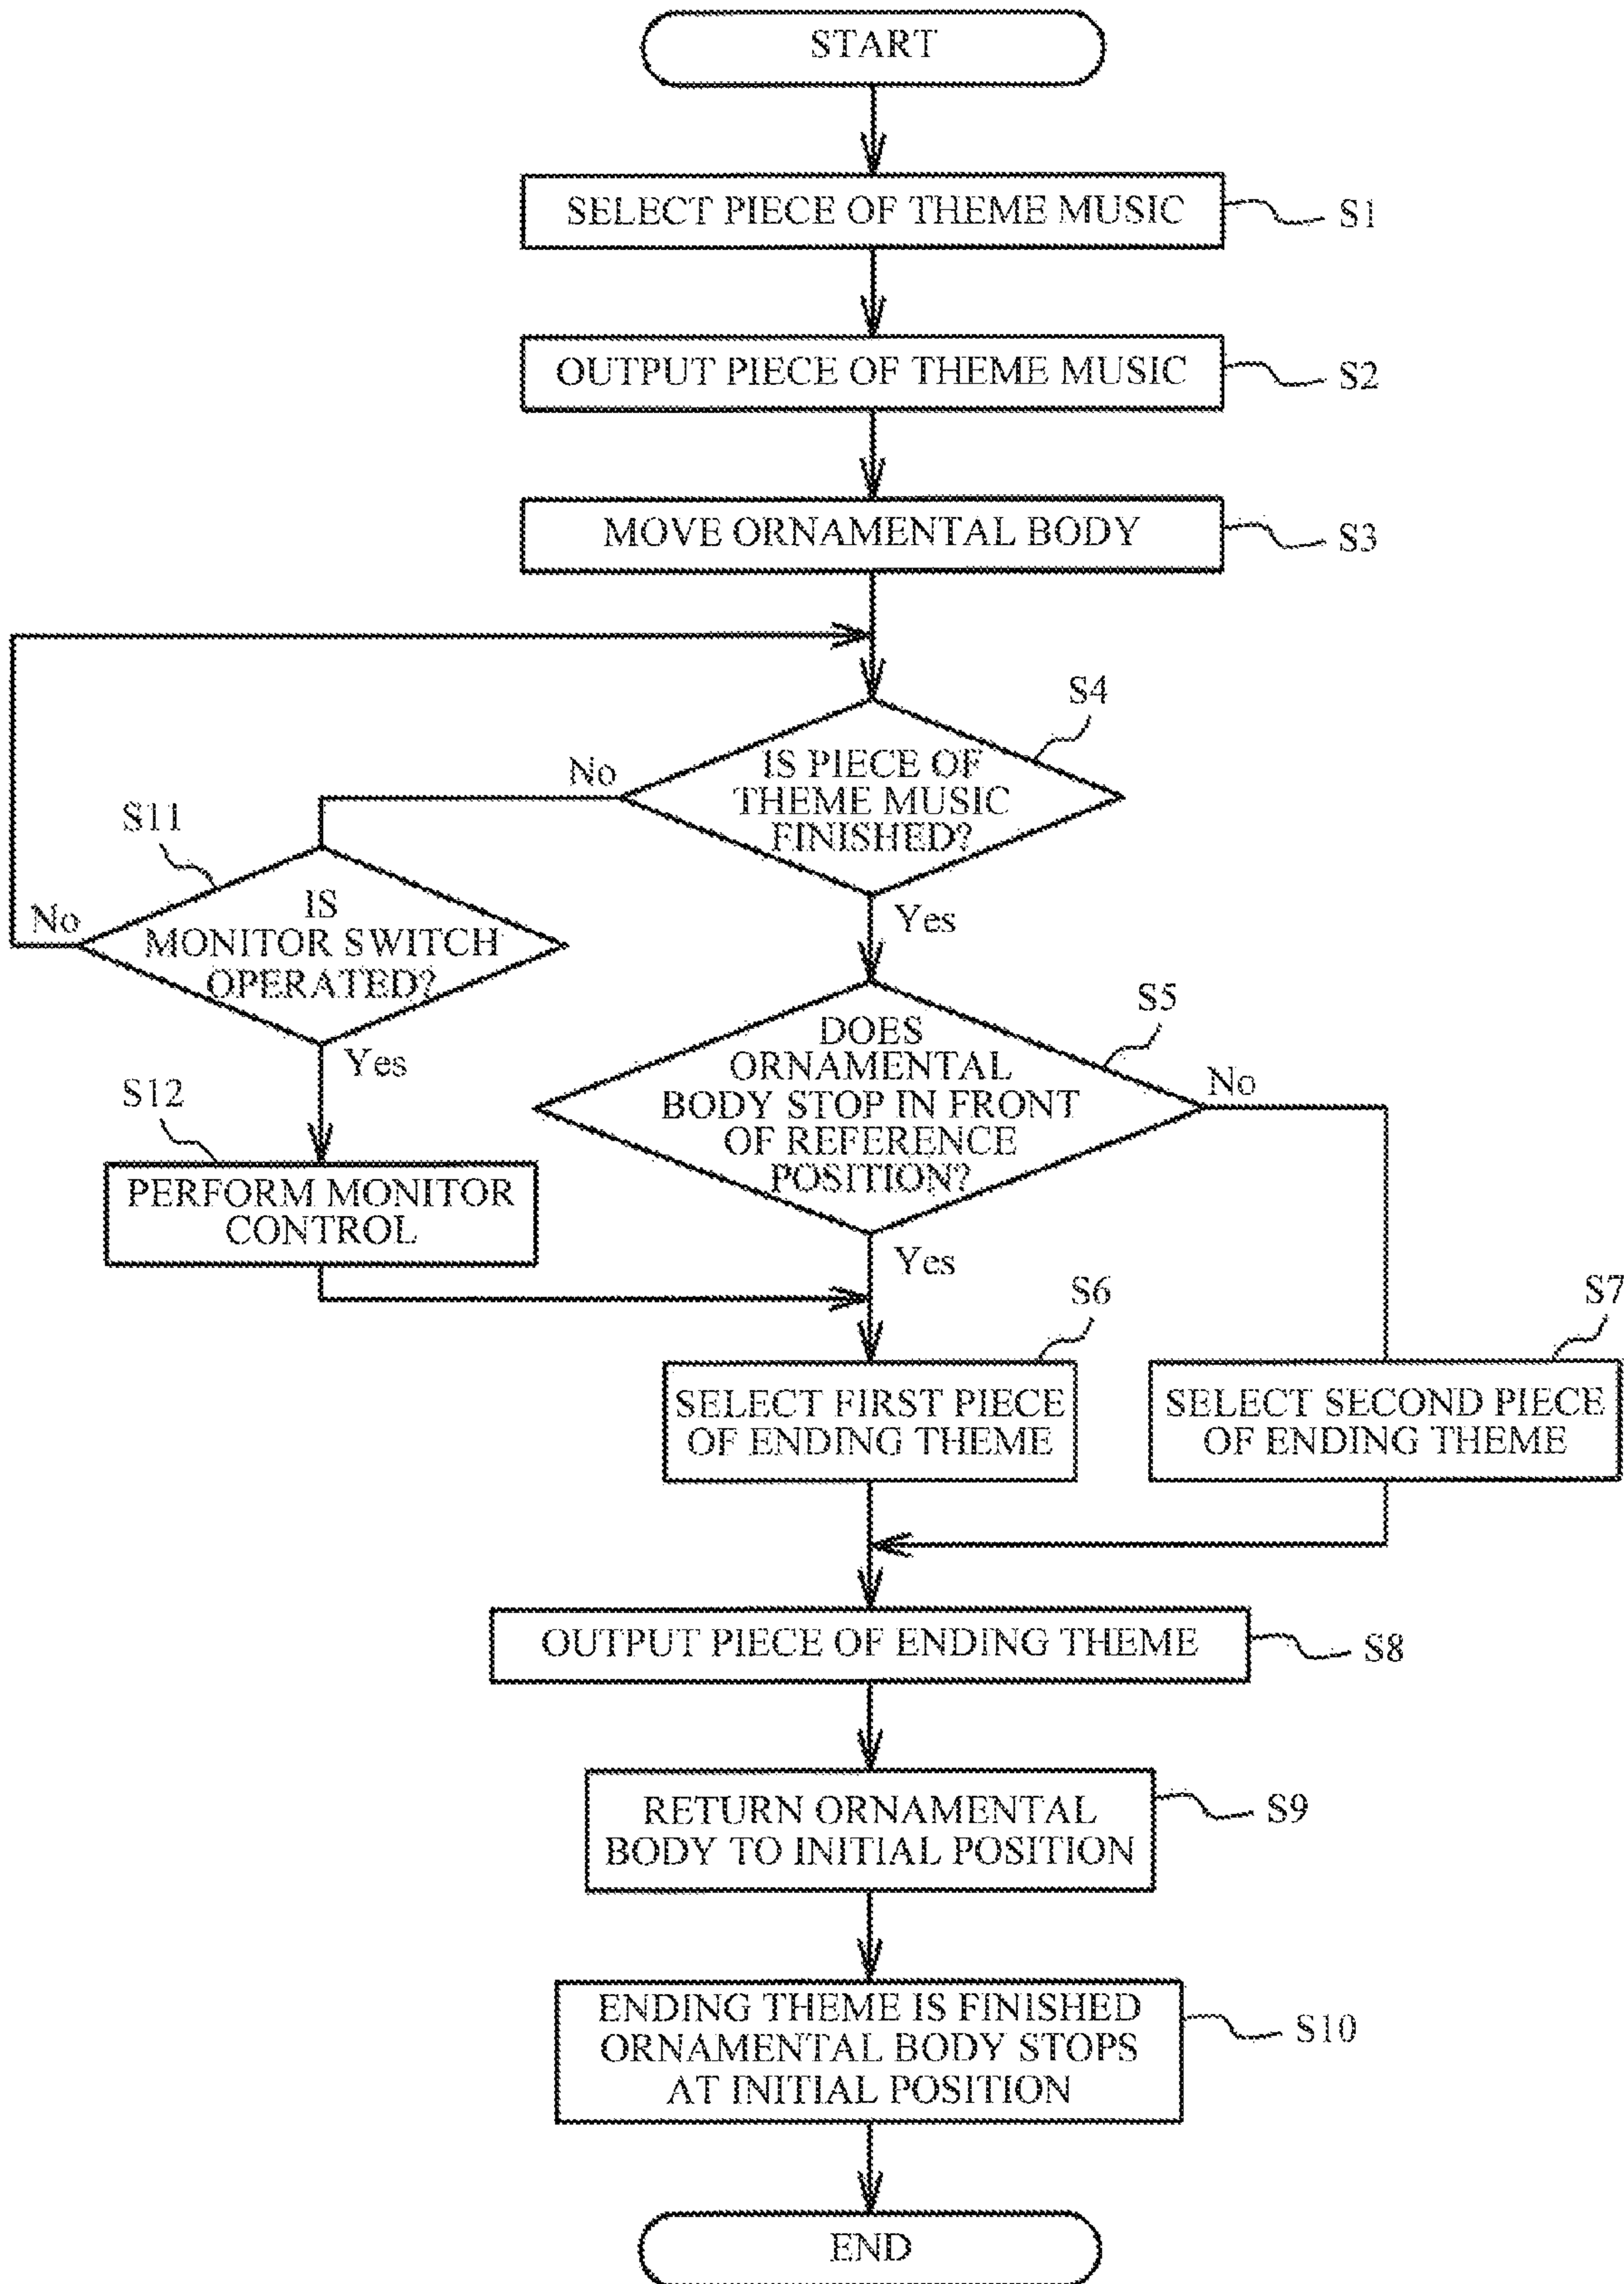 START
SELECT PIECE OF THEME MUSIC
S1
OUTPUT PIECE OF THEME MUSIC
S2
MOVE ORNAMENTAL BODY
S3
S4
IS PIECE OF
THEME MUSIC
FINISHED?
No
Yes
S11
IS
MONITOR SWITCH
OPERATED?
No
Yes
S5
DOES
ORNAMENTAL
BODY STOP IN FRONT
OF REFERENCE
POSITION?
No
Yes
S12
PERFORM MONITOR
CONTROL
S6
SELECT FIRST PIECE
OF ENDING THEME
S7
SELECT SECOND PIECE
OF ENDING THEME
OUTPUT PIECE OF ENDING THEME
S8
RETURN ORNAMENTAL
BODY TO INITIAL POSITION
S9
ENDING THEME IS FINISHED
ORNAMENTAL BODY STOPS
AT INITIAL POSITION
S10
END